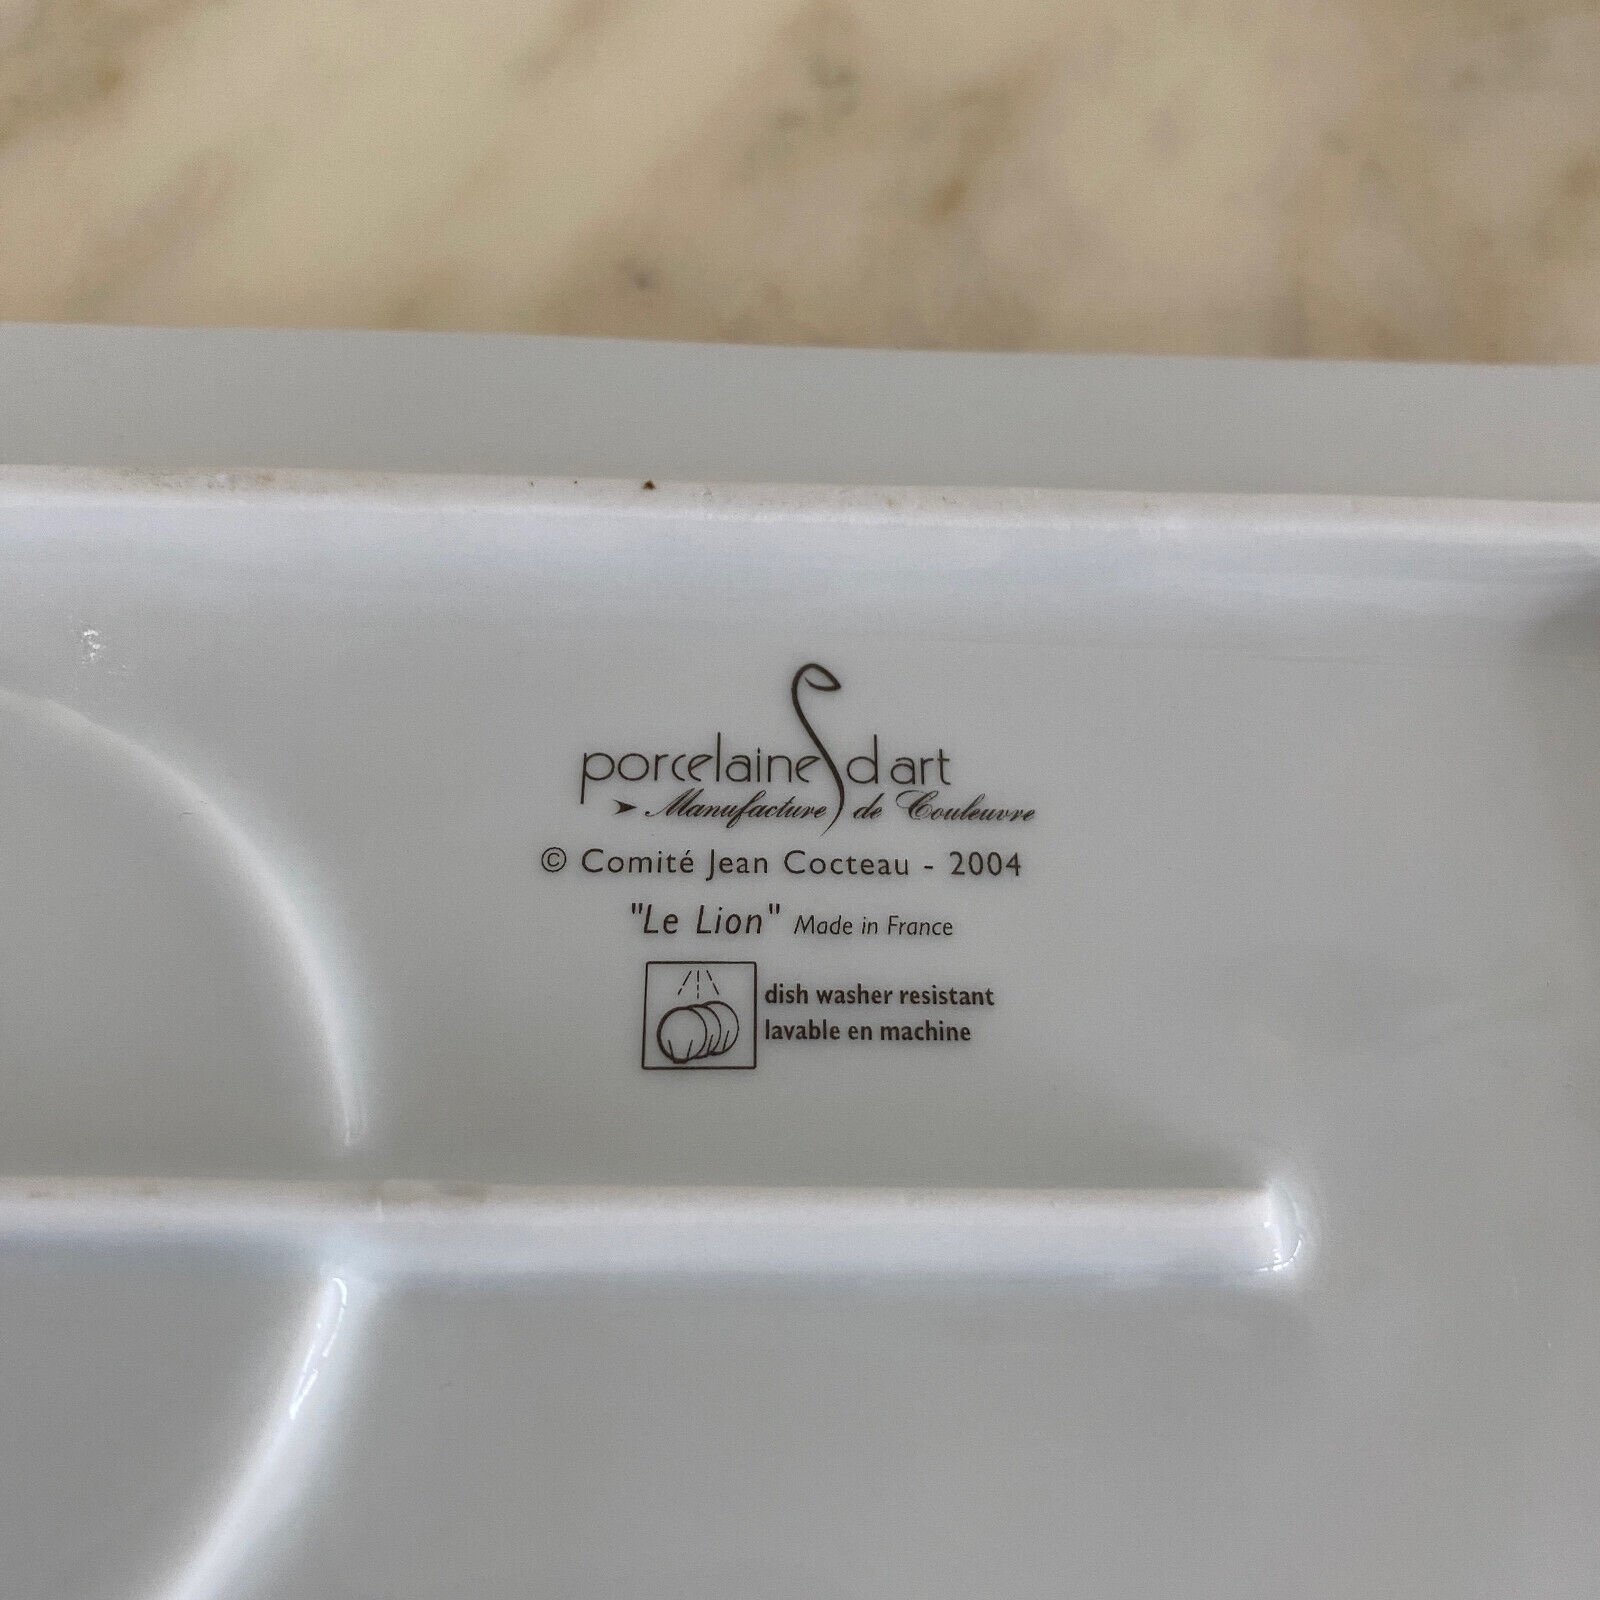 porcelaine d'art
Manufacture de Couleuvre
© Comité Jean Cocteau - 2004
"Le Lion" Made in France
dish washer resistant
lavable en machine